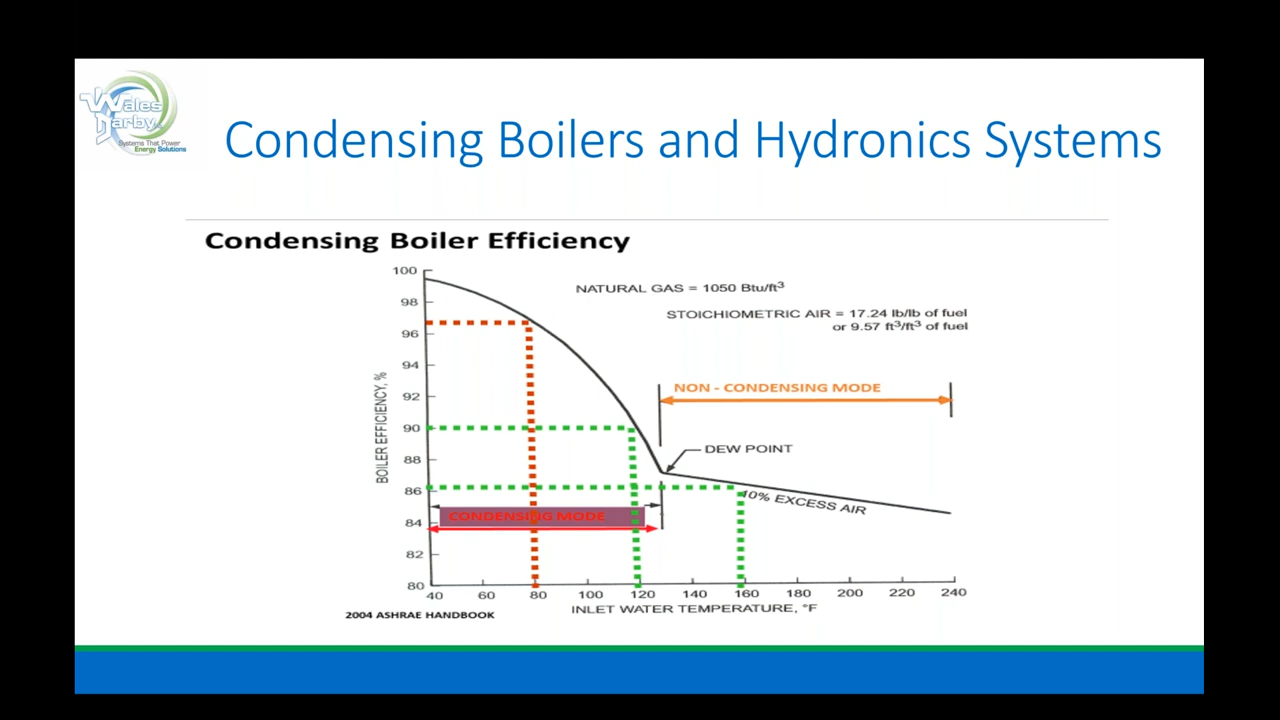 Wales
Darby
Systems That Power
Energy Solutions
Condensing Boilers and Hydronics Systems
Condensing Boiler Efficiency
NATURAL GAS = 1050 Btu/ft³
STOICHIOMETRIC AIR = 17.24 lb/lb of fuel
or 9.57 ft³/ft³ of fuel
BOILER EFFICIENCY, %
100
98
96
94
92
90
88
86
84
82
80
NON - CONDENSING MODE
DEW POINT
10% EXCESS AIR
CONDENSING MODE
40 60 80 100 120 140 160 180 200 220 240
INLET WATER TEMPERATURE, °F
2004 ASHRAE HANDBOOK